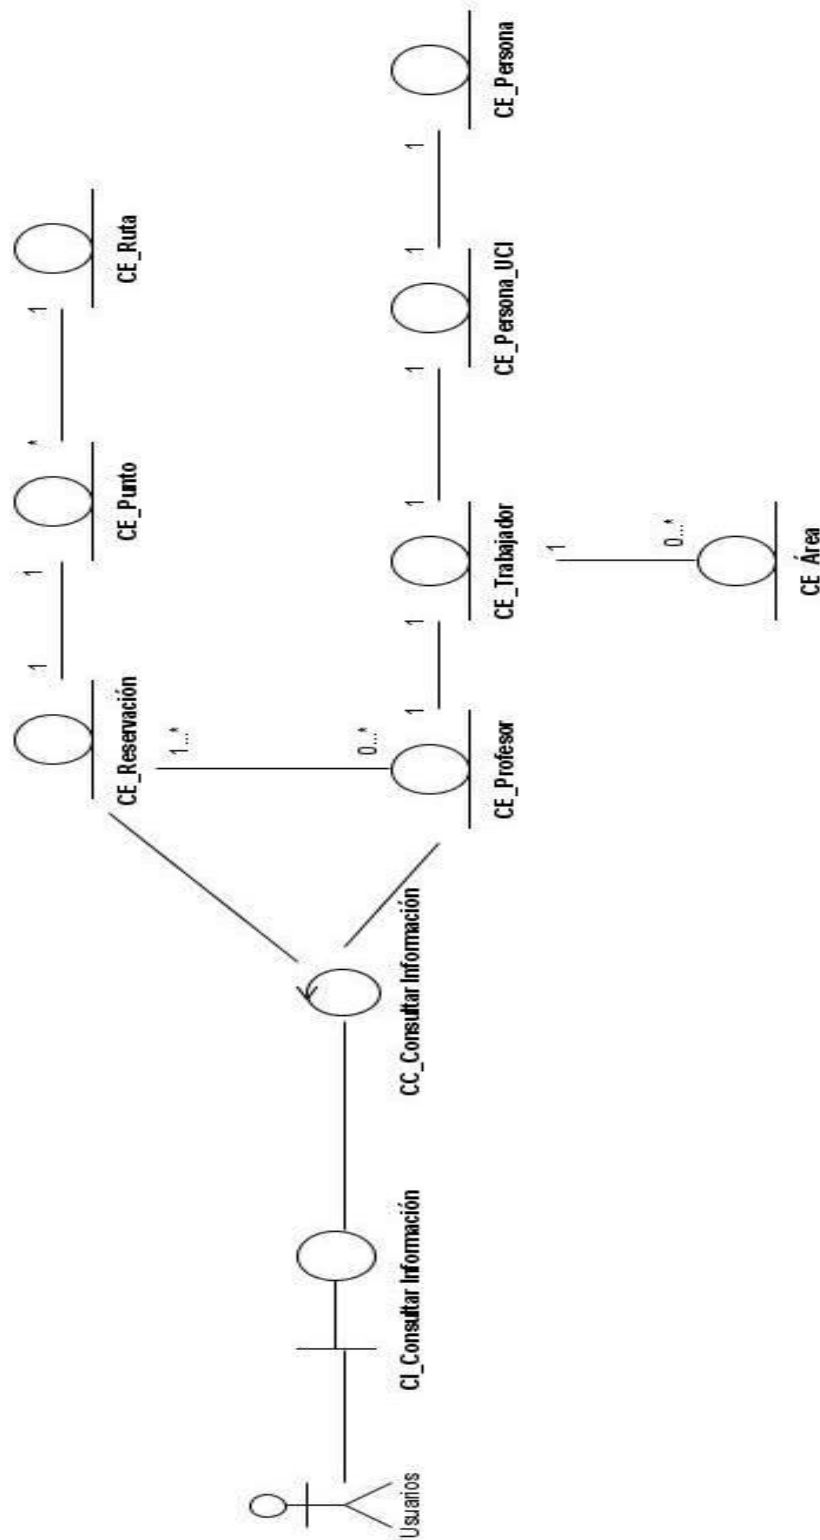 Usuarios
CI_Consultar Información
CC_Consultar Información
CE_Reservación
1
1
CE_Punto
*
1
CE_Ruta
1...*
0...*
CE_Profesor
1
1
CE_Trabajador
1
1
CE_Persona_UCI
1
1
CE_Persona
1
0...*
CE_Área